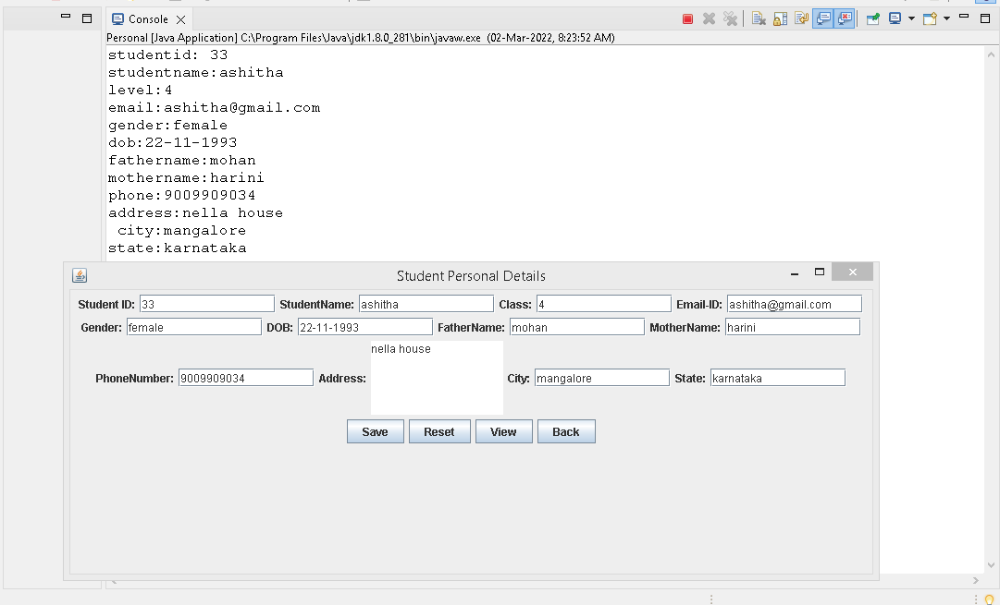 Console
Personal [Java Application] C:\Program Files\Java\jdk1.8.0_281\bin\javaw.exe (02-Mar-2022, 8:23:52 AM)
studentid: 33
studentname:ashitha
level:4
email:ashitha@gmail.com
gender:female
dob:22-11-1993
fathername:mohan
mothername:harini
phone:9009909034
address:nella house
city:mangalore
state:karnataka
Student Personal Details
Student ID: 33 StudentName: ashitha Class: 4 Email-ID: ashitha@gmail.com
Gender: female DOB: 22-11-1993 FatherName: mohan MotherName: harini
PhoneNumber: 9009909034 Address: nella house City: mangalore State: karnataka
Save Reset View Back